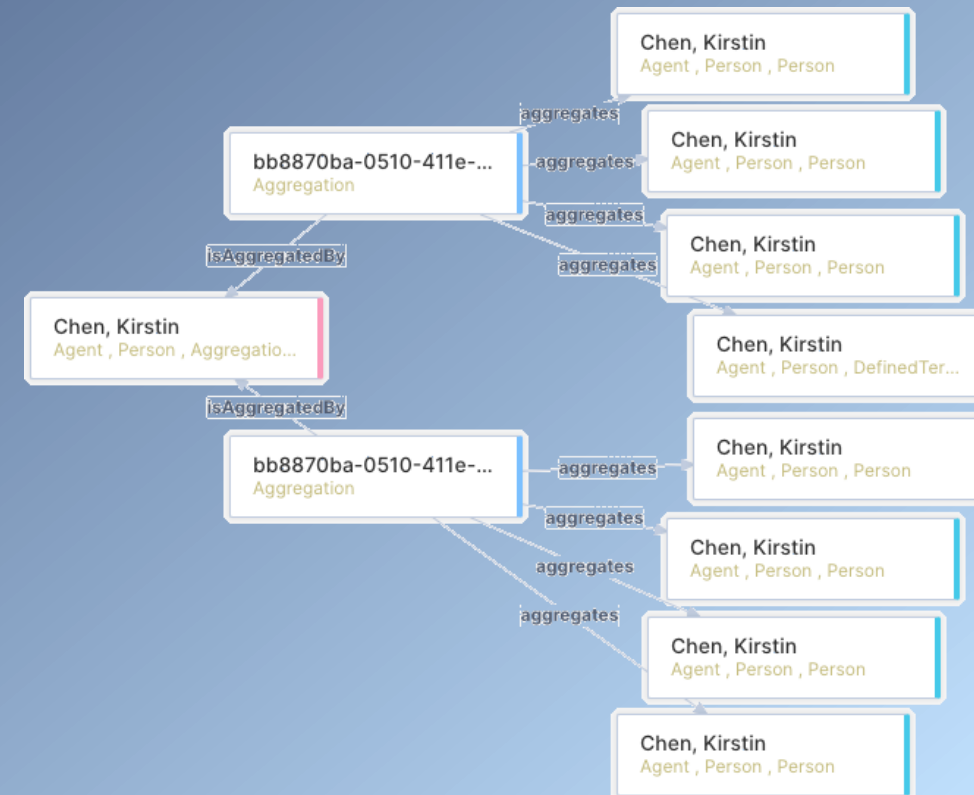 Chen, Kirstin
Agent , Person , Person
aggregates
Chen, Kirstin
Agent , Person , Person
bb8870ba-0510-411e-...
Aggregation
aggregates
aggregates
Chen, Kirstin
Agent , Person , Person
isAggregatedBy
aggregates
Chen, Kirstin
Agent , Person , Aggregatio...
Chen, Kirstin
Agent , Person , DefinedTer...
isAggregatedBy
Chen, Kirstin
Agent , Person , Person
bb8870ba-0510-411e-...
Aggregation
aggregates
aggregates
Chen, Kirstin
Agent , Person , Person
aggregates
aggregates
Chen, Kirstin
Agent , Person , Person
Chen, Kirstin
Agent , Person , Person